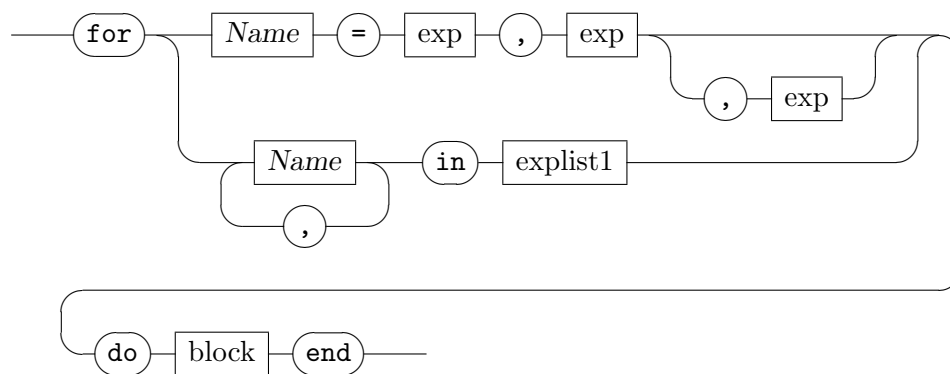 for Name = exp , exp
, exp
Name in explist1
,
do block end